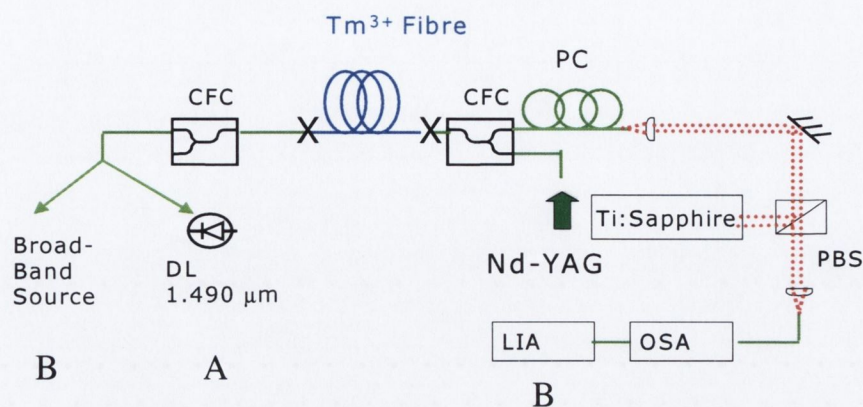 Tm³⁺ Fibre
PC
CFC
CFC
Ti:Sapphire
Broad-
Band
Source
DL
1.490 μm
Nd-YAG
PBS
LIA
OSA
B
A
B